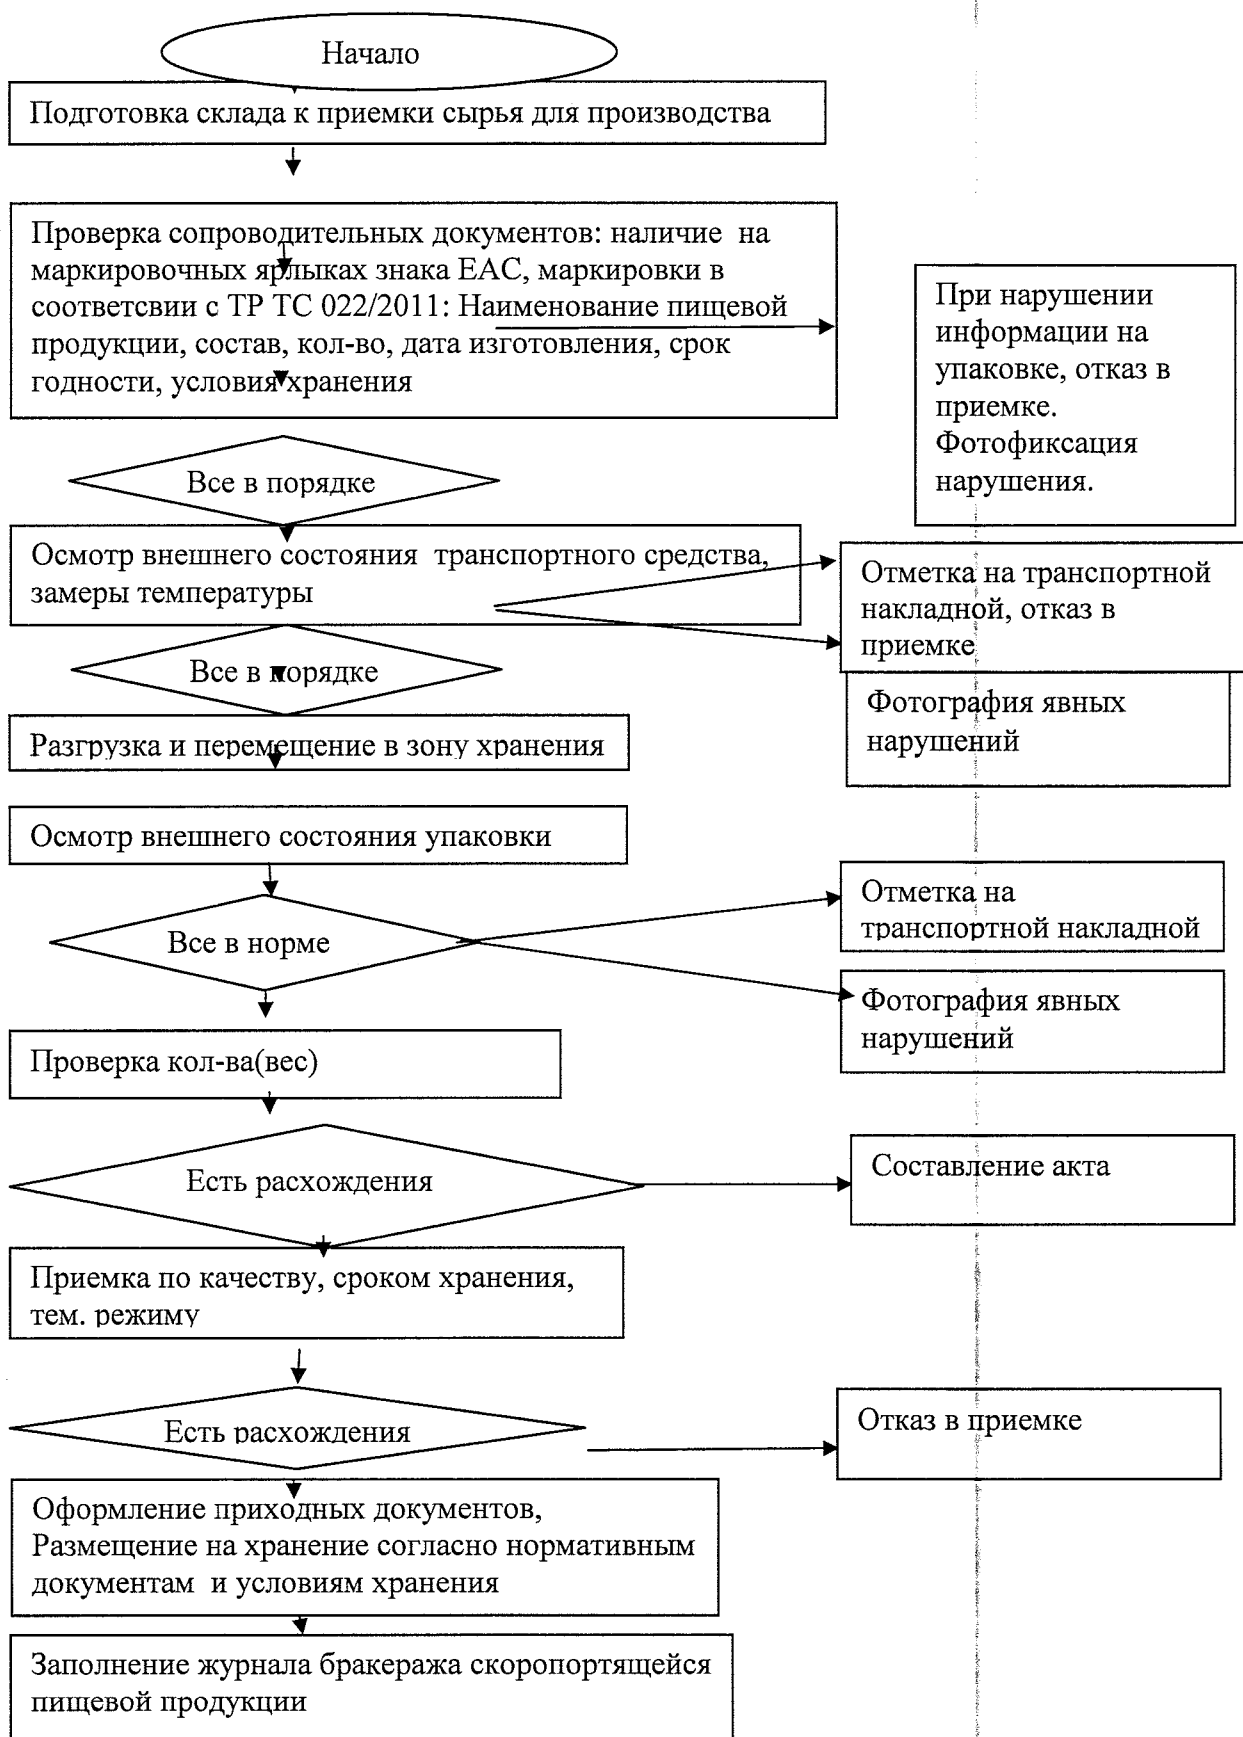 Начало
Подготовка склада к приемки сырья для производства
Проверка сопроводительных документов: наличие на
маркировочных ярлыках знака ЕАС, маркировки в
соответсвии с ТР ТС 022/2011: Наименование пищевой
продукции, состав, кол-во, дата изготовления, срок
годности, условия хранения
При нарушении
информации на
упаковке, отказ в
приемке.
Фотофиксация
нарушения.
Все в порядке
Осмотр внешнего состояния транспортного средства,
замеры температуры
Отметка на транспортной
накладной, отказ в
приемке
Все в порядке
Фотография явных
нарушений
Разгрузка и перемещение в зону хранения
Осмотр внешнего состояния упаковки
Отметка на
транспортной накладной
Все в норме
Фотография явных
нарушений
Проверка кол-ва(вес)
Есть расхождения
Составление акта
Приемка по качеству, сроком хранения,
тем. режиму
Есть расхождения
Отказ в приемке
Оформление приходных документов,
Размещение на хранение согласно нормативным
документам и условиям хранения
Заполнение журнала бракеража скоропортящейся
пищевой продукции